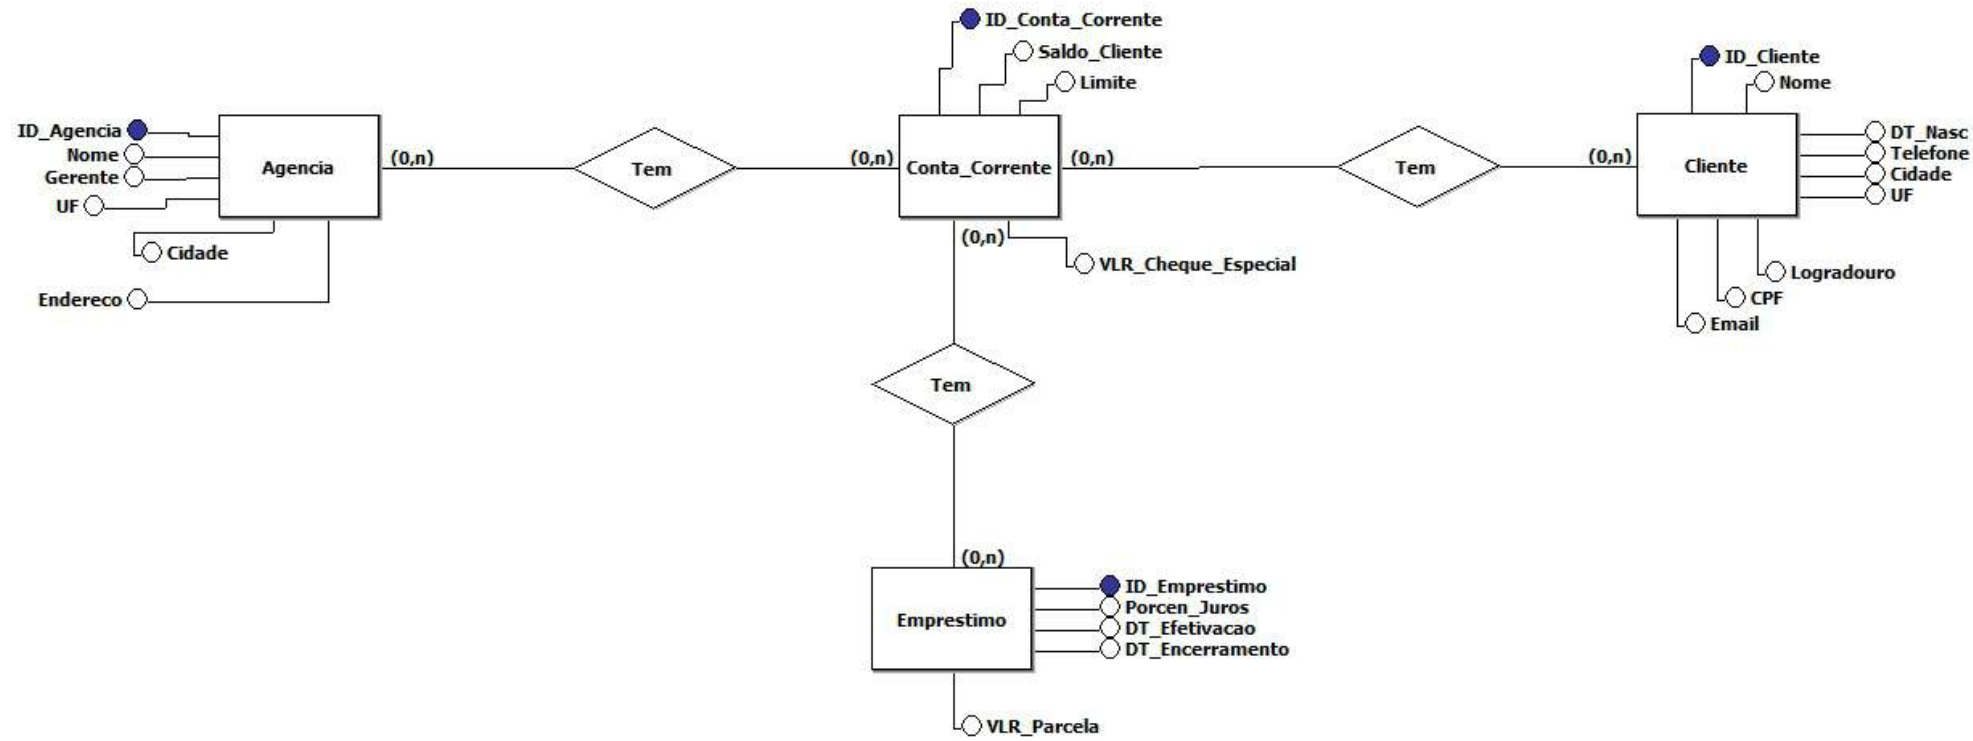 ID_Conta_Corrente
Saldo_Cliente
Limite
ID_Cliente
Nome
ID_Agencia
Nome
Gerente
UF
Cidade
Endereco
Agencia
(0,n)
Tem
(0,n)
Conta_Corrente
(0,n)
Tem
(0,n)
Cliente
DT_Nasc
Telefone
Cidade
UF
(0,n)
VLR_Cheque_Especial
Logradouro
CPF
Email
Tem
(0,n)
Emprestimo
ID_Emprestimo
Porcen_Juros
DT_Efetivacao
DT_Encerramento
VLR_Parcela